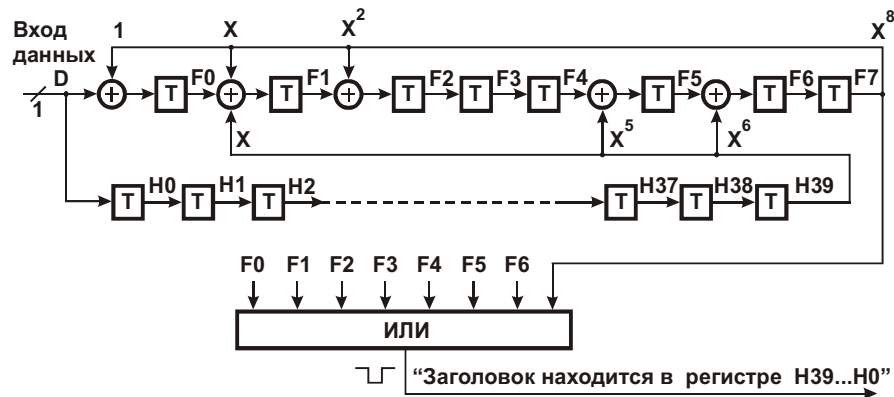 Вход данных
1 X X² X⁸
D
1
F0 F1 F2 F3 F4 F5 F6 F7
+ T + T + T T T + T + T T
X X⁵ X⁶
H0 H1 H2 H37 H38 H39
T T T T T T
F0 F1 F2 F3 F4 F5 F6
ИЛИ
“Заголовок находится в регистре H39...H0”